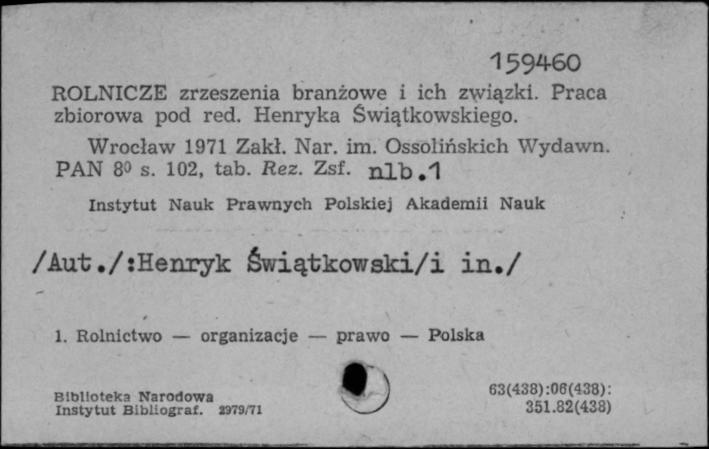 159460
ROLNICZE zrzeszenia branżowe i ich związki. Praca
zbiorowa pod red. Henryka Świątkowskiego.
Wrocław 1971 Zakł. Nar. im. Ossolińskich Wydawn.
PAN 8⁰ s. 102, tab. Rez. Zsf. nlb.1
Instytut Nauk Prawnych Polskiej Akademii Nauk
/Aut./:Henryk Świątkowski/i in./
1. Rolnictwo — organizacje — prawo — Polska
Biblioteka Narodowa
Instytut Bibliograf. 2979/71
63(438):06(438):
351.82(438)